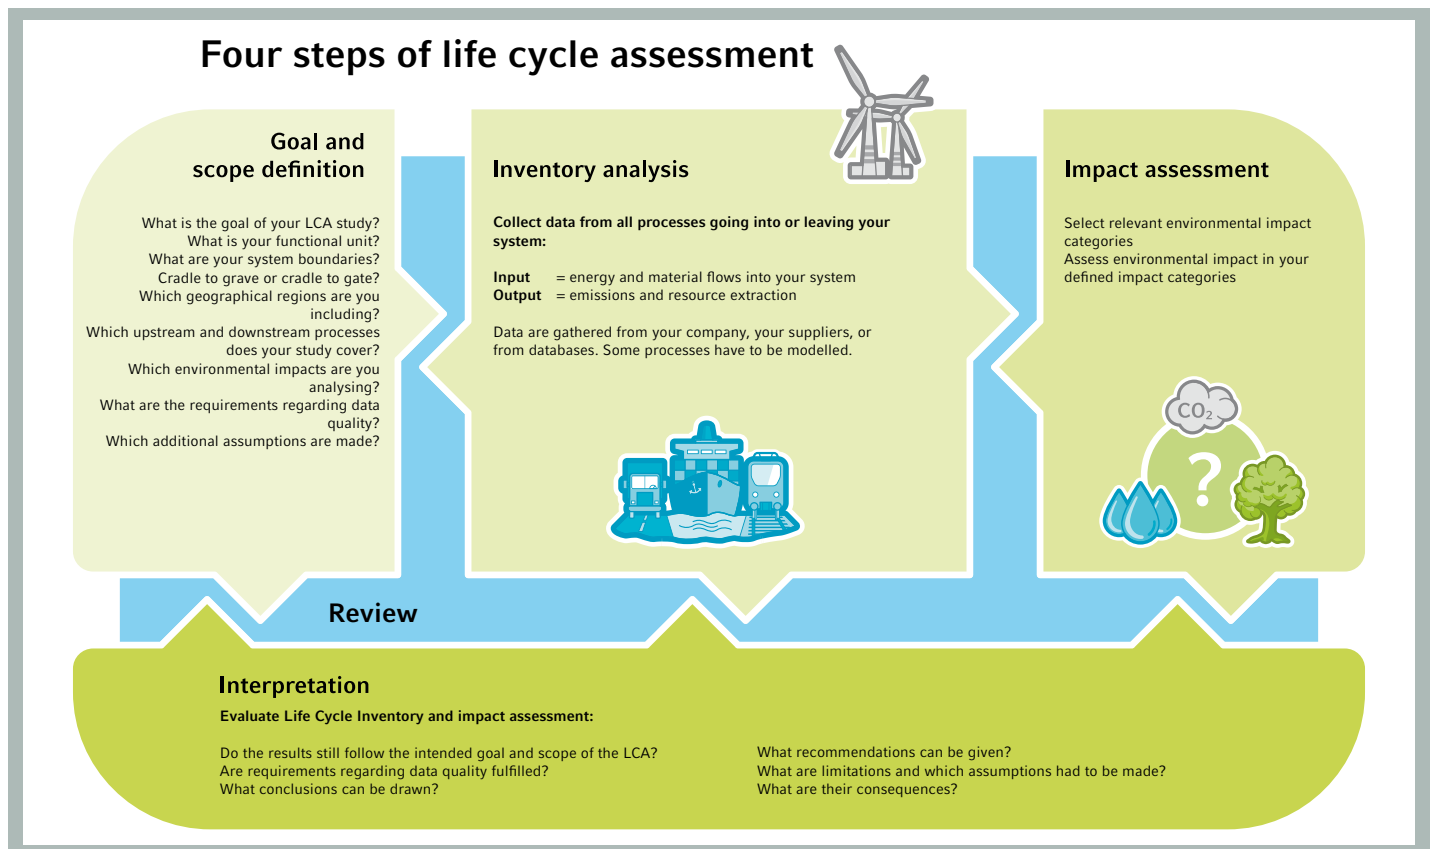 Four steps of life cycle assessment
Goal and
scope definition
What is the goal of your LCA study?
What is your functional unit?
What are your system boundaries?
Cradle to grave or cradle to gate?
Which geographical regions are you
including?
Which upstream and downstream processes
does your study cover?
Which environmental impacts are you
analysing?
What are the requirements regarding data
quality?
Which additional assumptions are made?
Inventory analysis
Collect data from all processes going into or leaving your
system:
Input = energy and material flows into your system
Output = emissions and resource extraction
Data are gathered from your company, your suppliers, or
from databases. Some processes have to be modelled.
Impact assessment
Select relevant environmental impact
categories
Assess environmental impact in your
defined impact categories
CO₂
?
Review
Interpretation
Evaluate Life Cycle Inventory and impact assessment:
Do the results still follow the intended goal and scope of the LCA?
Are requirements regarding data quality fulfilled?
What conclusions can be drawn?
What recommendations can be given?
What are limitations and which assumptions had to be made?
What are their consequences?